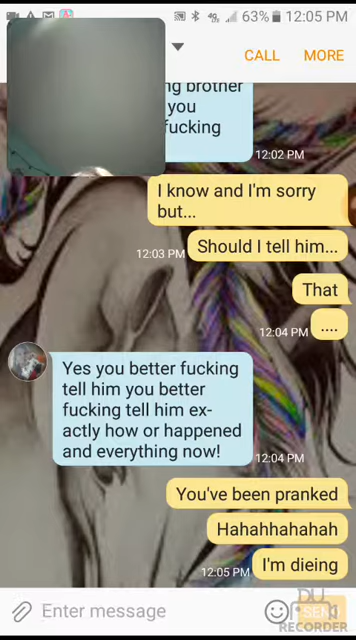 63% 12:05 PM
CALL MORE
ng brother
you
fucking
12:02 PM
I know and I'm sorry
but...
12:03 PM Should I tell him...
That
12:04 PM ....
Yes you better fucking
tell him you better
fucking tell him ex-
actly how or happened
and everything now!
12:04 PM
You've been pranked
Hahahhahahah
12:05 PM I'm dieing
Enter message SEND
DU
RECORDER